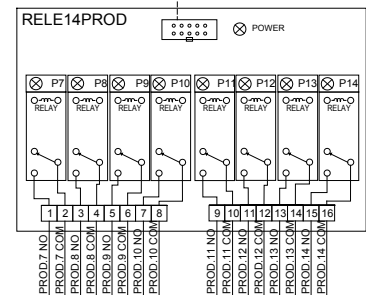 RELE14PROD
POWER
P7 P8 P9 P10 P11 P12 P13 P14
RELAY RELAY RELAY RELAY RELAY RELAY RELAY RELAY
1 2 3 4 5 6 7 8 9 10 11 12 13 14 15 16
PROD.7 NO
PROD.7 COM
PROD.8 NO
PROD.8 COM
PROD.9 NO
PROD.9 COM
PROD.10 NO
PROD.10 COM
PROD.11 NO
PROD.11 COM
PROD.12 NO
PROD.12 COM
PROD.13 NO
PROD.13 COM
PROD.14 NO
PROD.14 COM